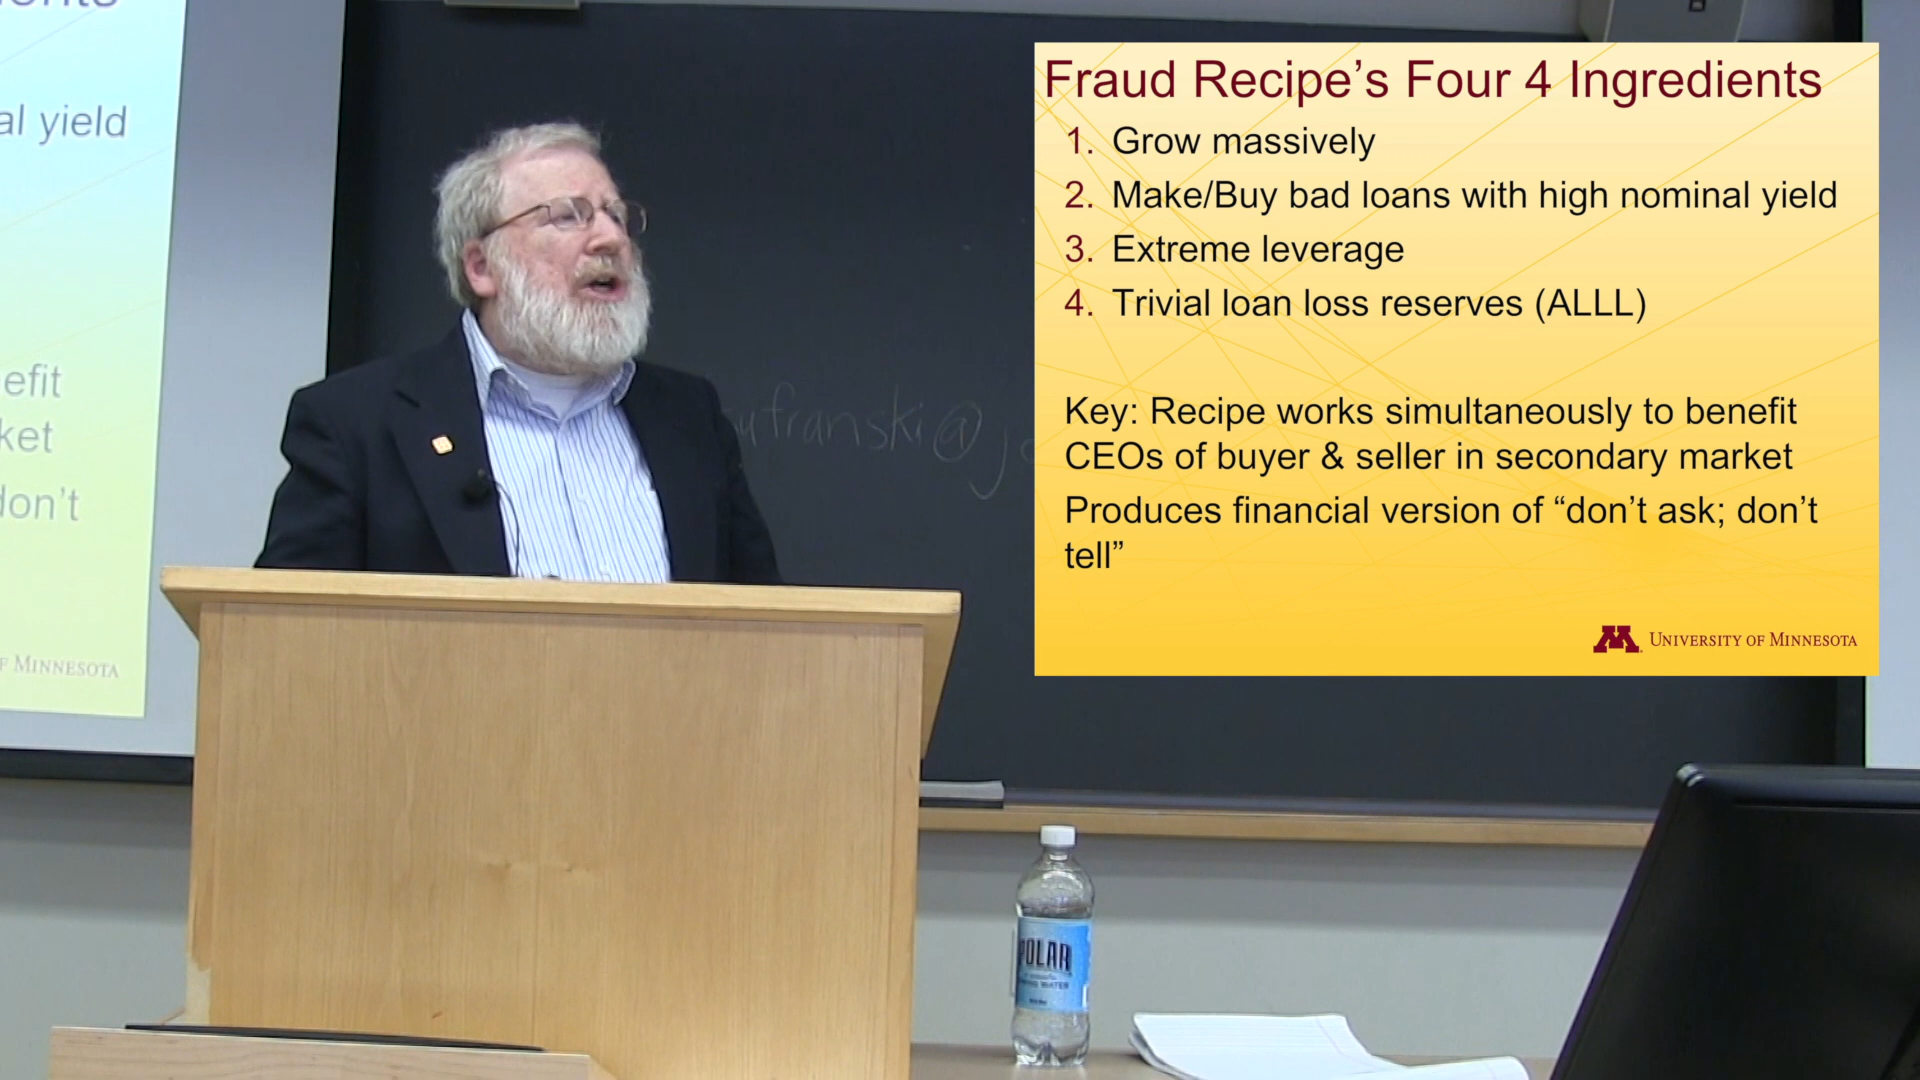 al yield
efit
ket
don't
F MINNESOTA
ufranski@j
Fraud Recipe’s Four 4 Ingredients
1. Grow massively
2. Make/Buy bad loans with high nominal yield
3. Extreme leverage
4. Trivial loan loss reserves (ALLL)
Key: Recipe works simultaneously to benefit
CEOs of buyer & seller in secondary market
Produces financial version of “don’t ask; don’t
tell”
M UNIVERSITY OF MINNESOTA
POLAR
WATER